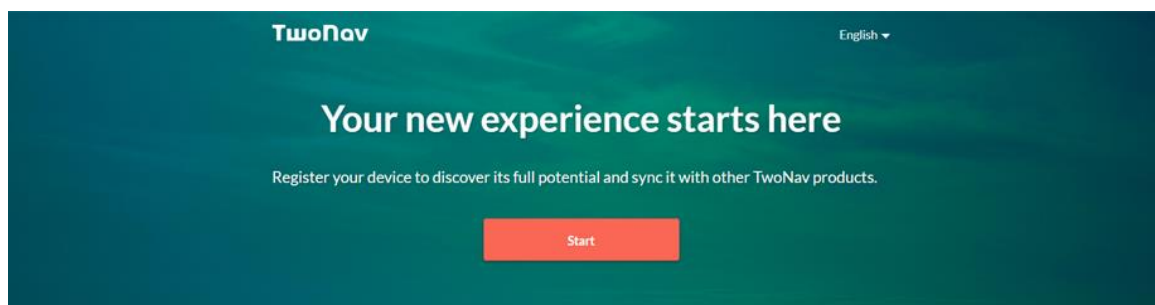 TwoNav
English
Your new experience starts here
Register your device to discover its full potential and sync it with other TwoNav products.
Start